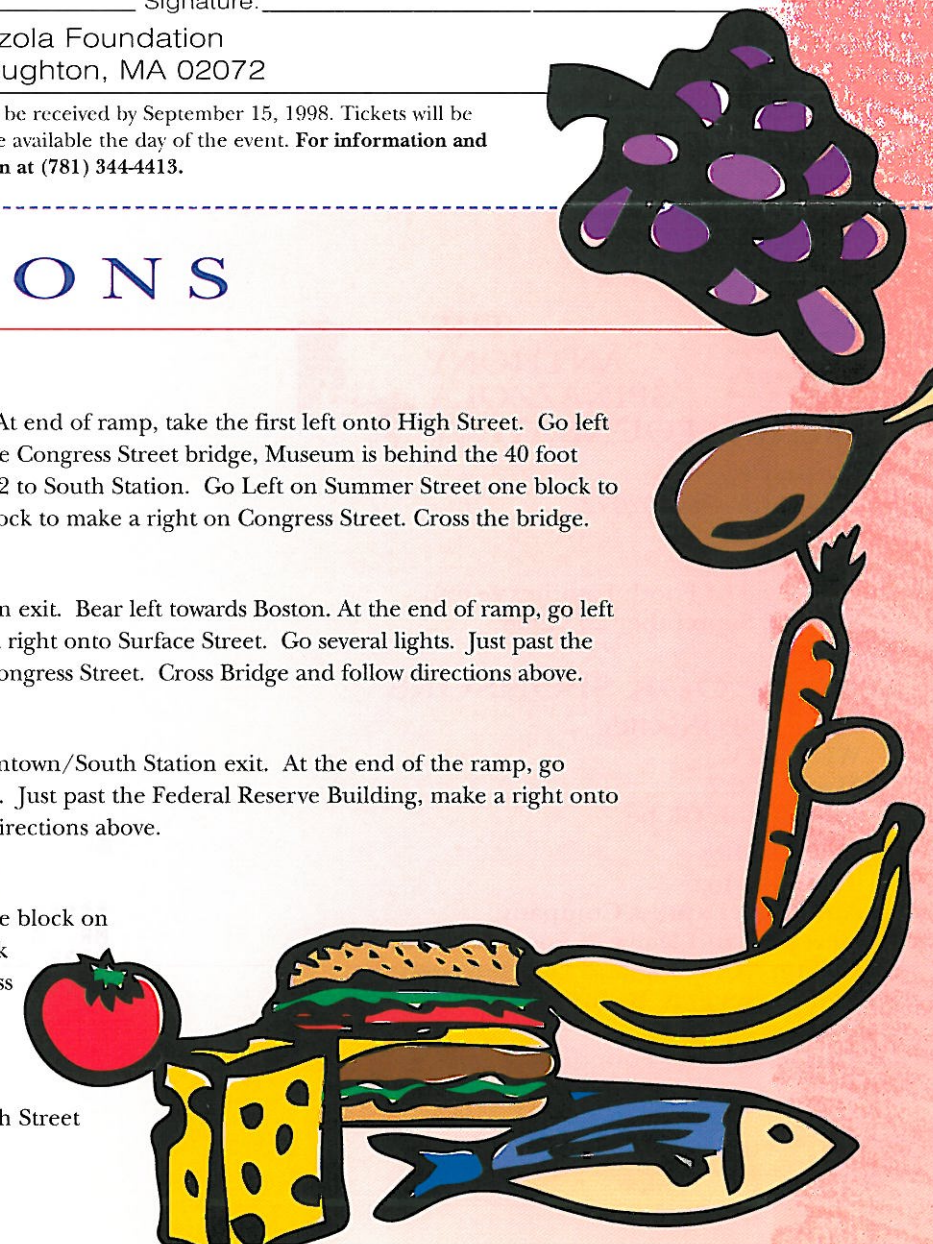 Signature:
zola Foundation
ughton, MA 02072
be received by September 15, 1998. Tickets will be
e available the day of the event. For information and
n at (781) 344-4413.
ONS
At end of ramp, take the first left onto High Street. Go left
e Congress Street bridge, Museum is behind the 40 foot
2 to South Station. Go Left on Summer Street one block to
ock to make a right on Congress Street. Cross the bridge.
n exit. Bear left towards Boston. At the end of ramp, go left
right onto Surface Street. Go several lights. Just past the
ongress Street. Cross Bridge and follow directions above.
ntown/South Station exit. At the end of the ramp, go
. Just past the Federal Reserve Building, make a right onto
irections above.
e block on
k
ss
h Street